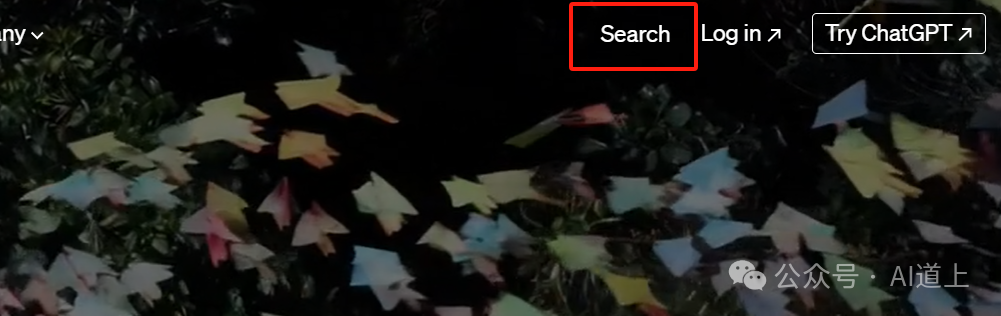 any
Search
Log in ↗
Try ChatGPT ↗
公众号 · AI道上